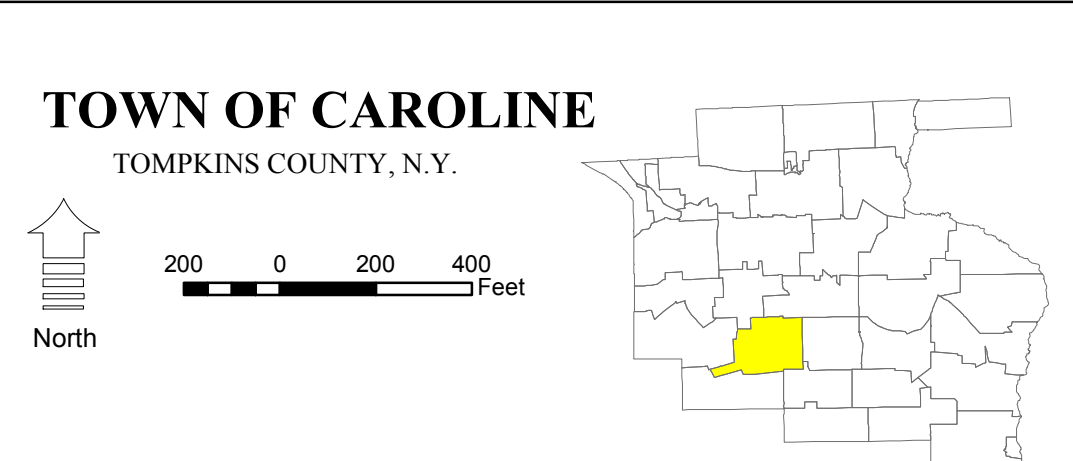 TOWN OF CAROLINE
TOMPKINS COUNTY, N.Y.
200 0 200 400
Feet
North